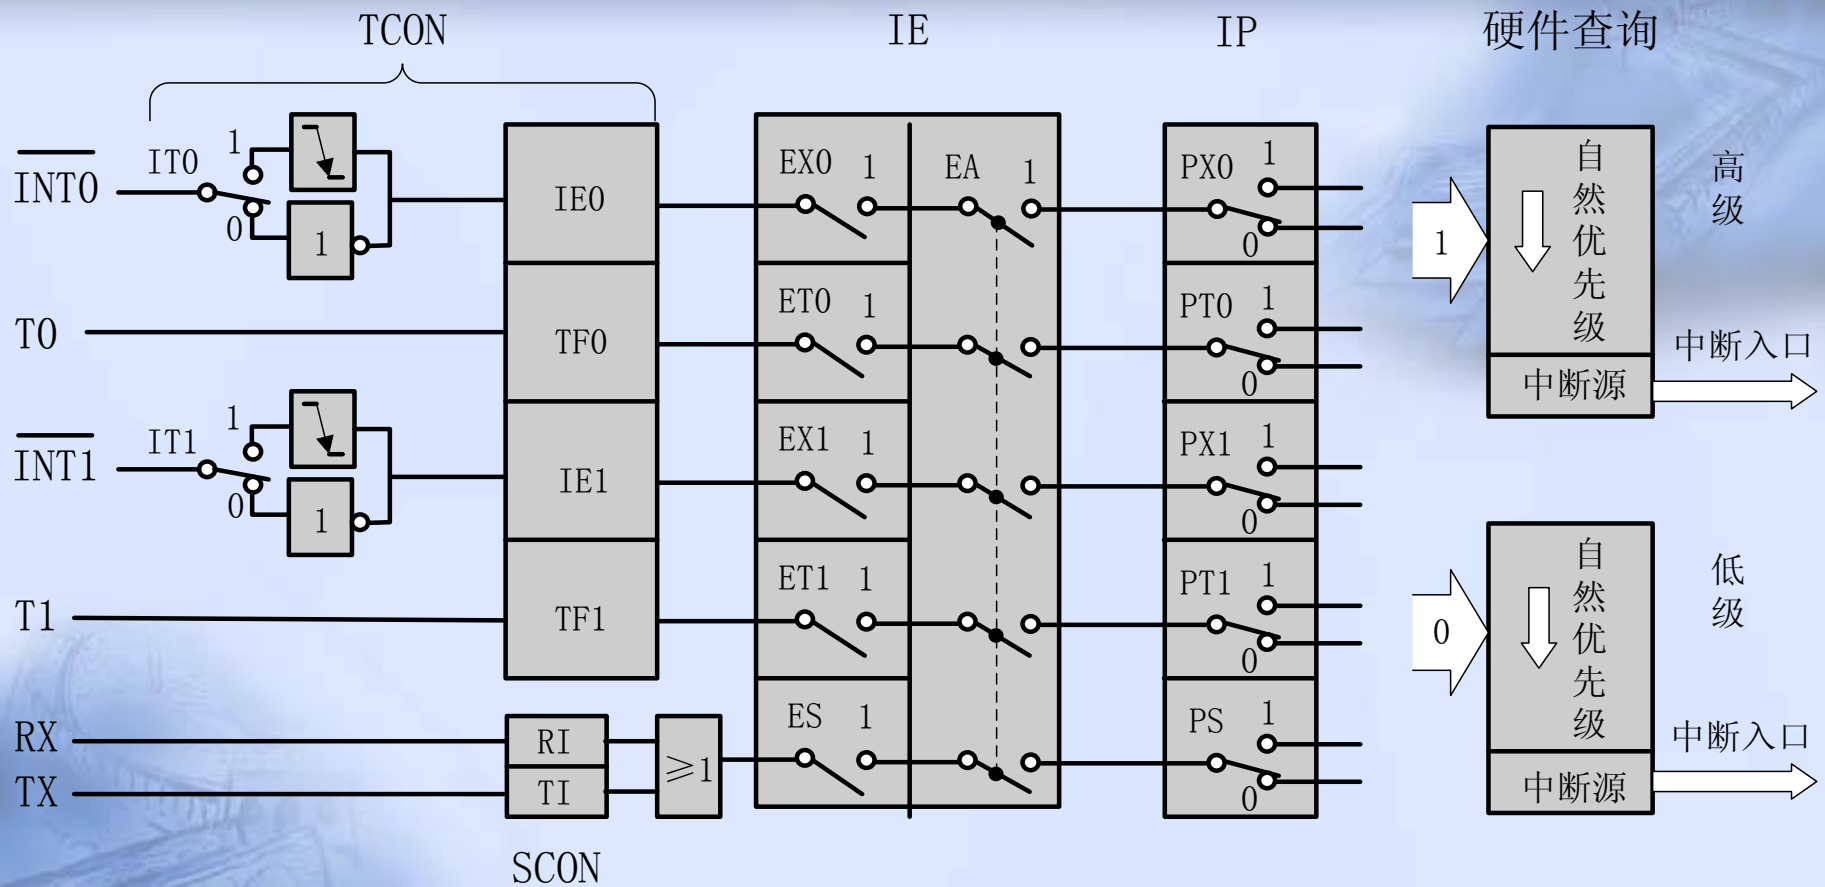 TCON
IE
IP
硬件查询
INT0
IT0
1
0
1
IE0
EX0 1
EA 1
PX0 1
0
T0
TF0
ET0 1
PT0 1
0
INT1
IT1
1
0
1
IE1
EX1 1
PX1 1
0
T1
TF1
ET1 1
PT1 1
0
RX
TX
RI
TI
≥1
ES 1
PS 1
0
SCON
1
自然优先级
高级
中断源
中断入口
0
自然优先级
低级
中断源
中断入口